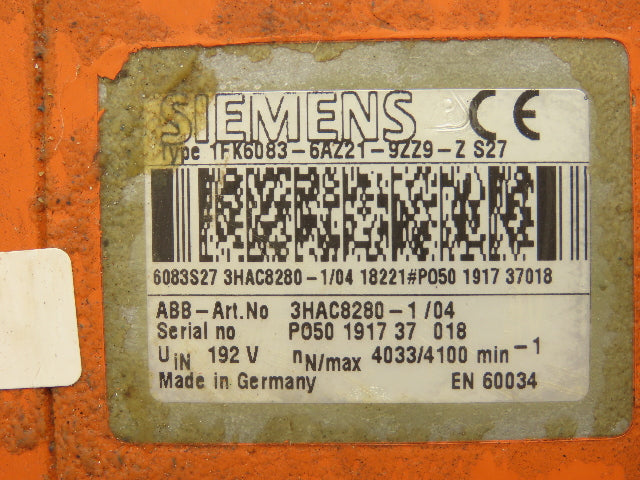 SIEMENS CE
Type 1FK6083-6AZ21-9ZZ9-Z S27
6083S27 3HAC8280-1/04 18221#P050 1917 37018
ABB-Art.No 3HAC8280-1/04
Serial no P050 1917 37 018
UIN 192 V nN/max 4033/4100 min-1
Made in Germany EN 60034